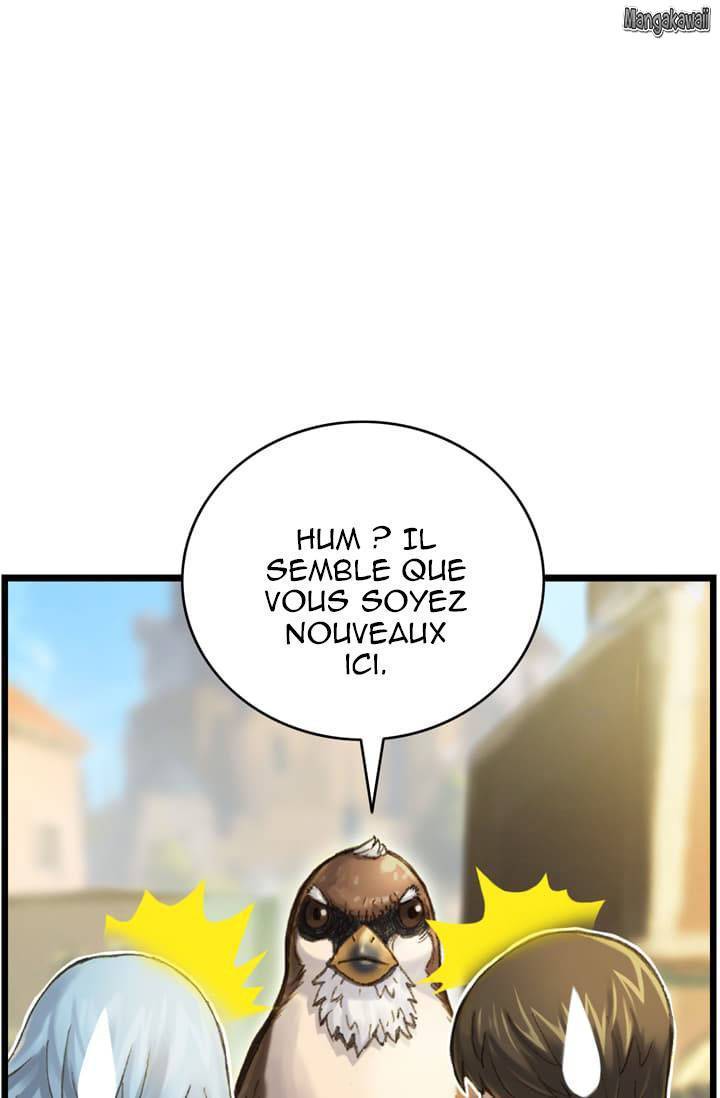 Mangakawaii
HUM ? IL
SEMBLE QUE
VOUS SOYEZ
NOUVEAUX
ICI.